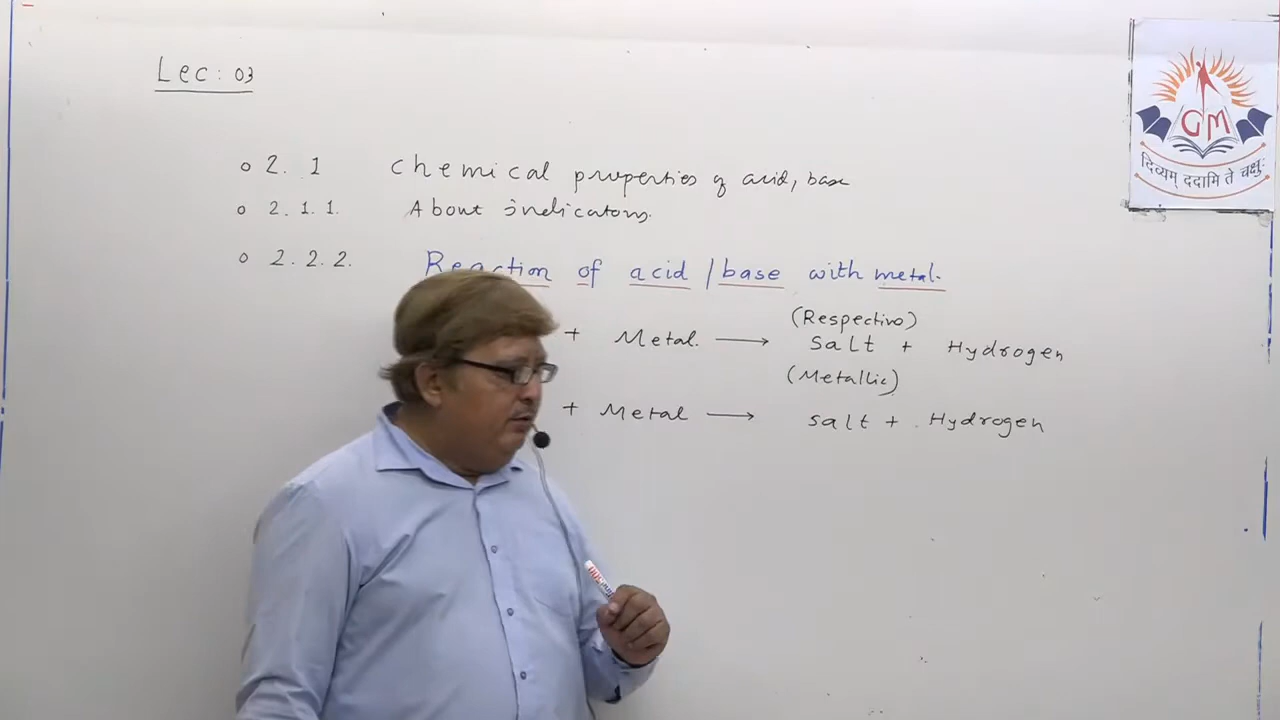 Lec: 03
GM
दिव्यम् ददामि ते चक्षुः
2. 1 Chemical properties of acid, base
2. 1. 1. About indicators.
2. 2. 2. Reaction of acid / base with metal.
(Respective)
+ Metal. → Salt + Hydrogen
(Metallic)
+ Metal → salt + Hydrogen